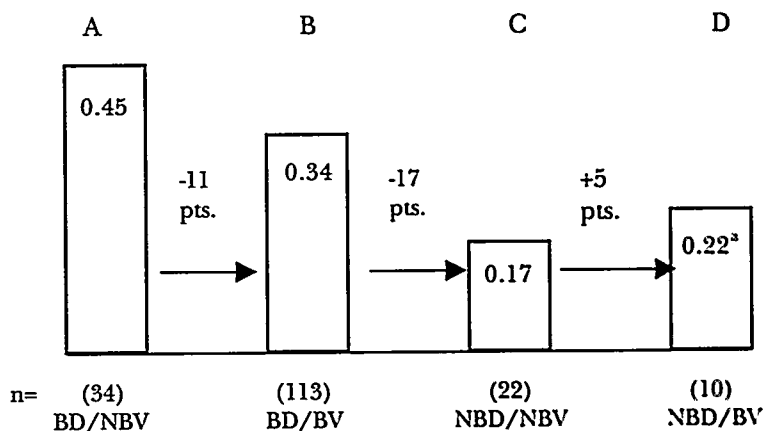 A B C D
0.45
0.34
-11 -17 +5
pts. pts. pts.
0.22ᵃ
0.17
n= (34) (113) (22) (10)
BD/NBV BD/BV NBD/NBV NBD/BV